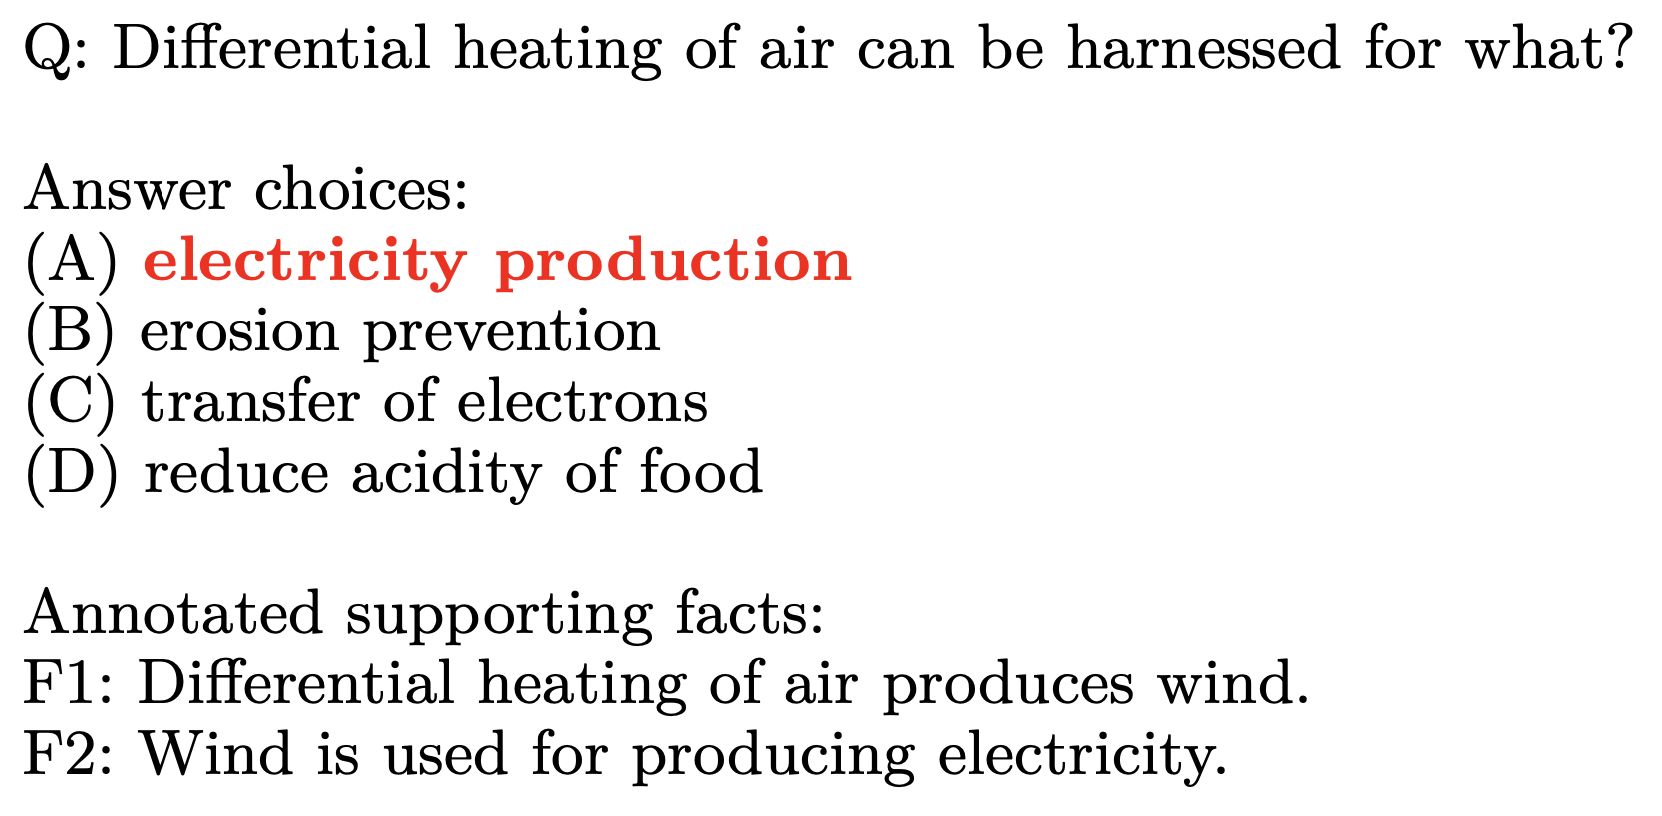 Q: Differential heating of air can be harnessed for what?
Answer choices:
(A) electricity production
(B) erosion prevention
(C) transfer of electrons
(D) reduce acidity of food
Annotated supporting facts:
F1: Differential heating of air produces wind.
F2: Wind is used for producing electricity.